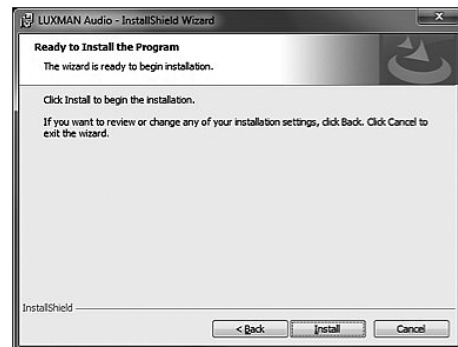 LUXMAN Audio - InstallShield Wizard
Ready to Install the Program
The wizard is ready to begin installation.
Click Install to begin the installation.
If you want to review or change any of your installation settings, click Back. Click Cancel to
exit the wizard.
InstallShield
< Back Install Cancel